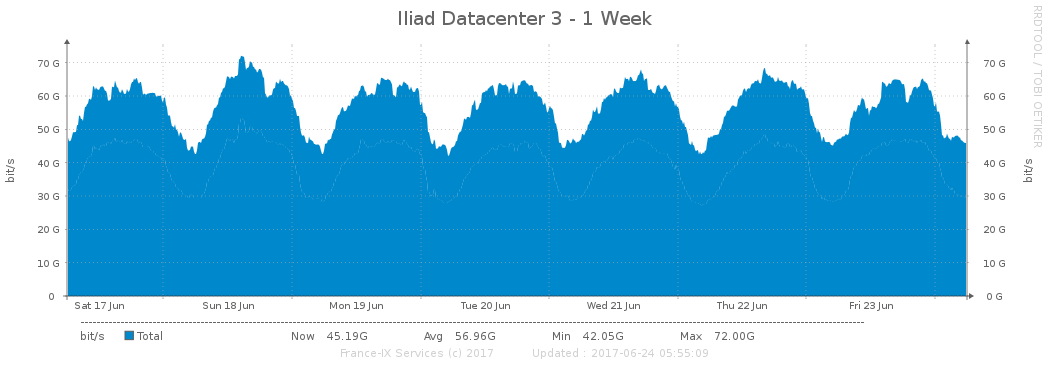 Iliad Datacenter 3 - 1 Week
RRDTOOL / TOBI OETIKER
bit/s
70 G
60 G
50 G
40 G
30 G
20 G
10 G
0
70 G
60 G
50 G
40 G
30 G
20 G
10 G
0 G
bit/s
Sat 17 Jun Sun 18 Jun Mon 19 Jun Tue 20 Jun Wed 21 Jun Thu 22 Jun Fri 23 Jun
bit/s Total Now 45.19G Avg 56.96G Min 42.05G Max 72.00G
France-IX Services (c) 2017 Updated : 2017-06-24 05:55:09